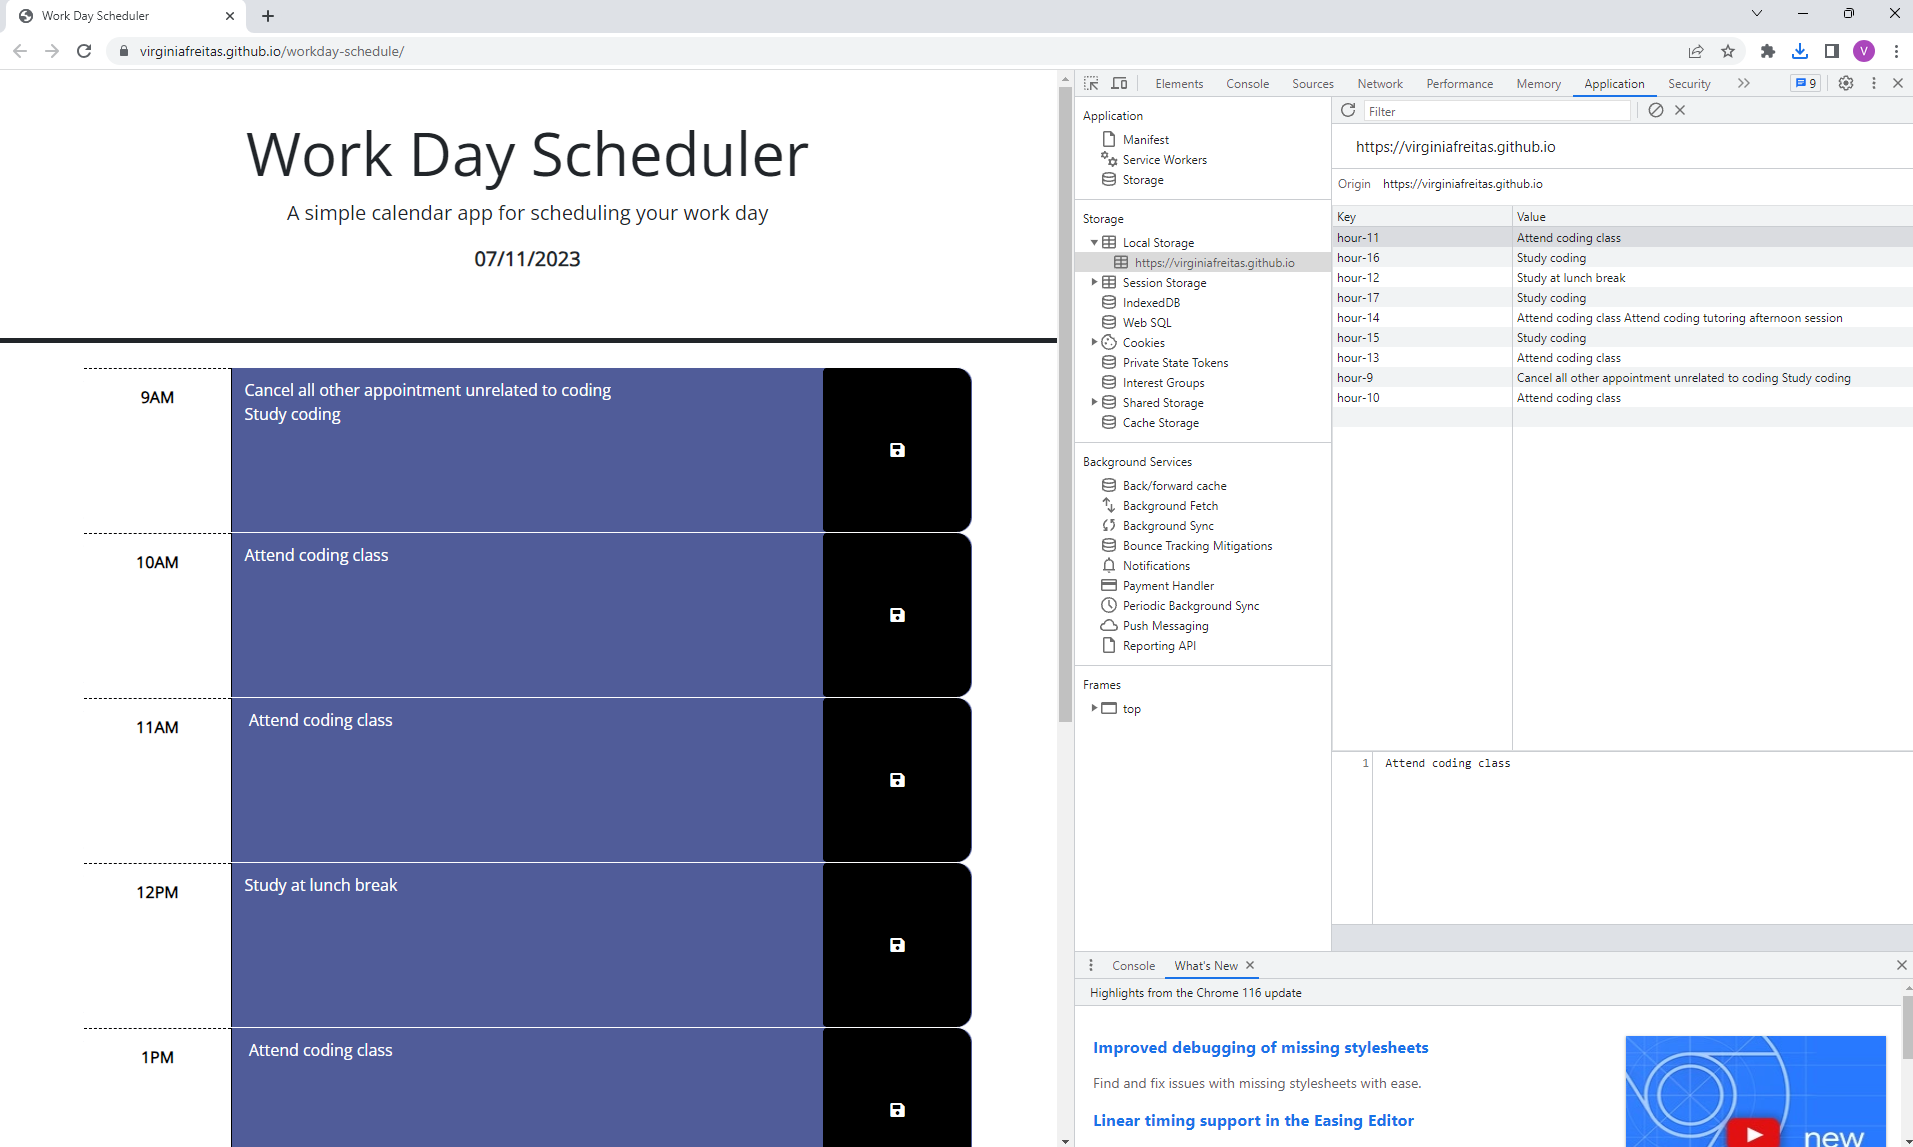 Work Day Scheduler
virginiafreitas.github.io/workday-schedule/
V
Work Day Scheduler
A simple calendar app for scheduling your work day
07/11/2023
9AM
Cancel all other appointment unrelated to coding
Study coding
10AM
Attend coding class
11AM
Attend coding class
12PM
Study at lunch break
1PM
Attend coding class
Elements Console Sources Network Performance Memory Application Security 9
Application
Manifest
Service Workers
Storage
Storage
Local Storage
https://virginiafreitas.github.io
Session Storage
IndexedDB
Web SQL
Cookies
Private State Tokens
Interest Groups
Shared Storage
Cache Storage
Background Services
Back/forward cache
Background Fetch
Background Sync
Bounce Tracking Mitigations
Notifications
Payment Handler
Periodic Background Sync
Push Messaging
Reporting API
Frames
top
Filter
https://virginiafreitas.github.io
Origin https://virginiafreitas.github.io
Key Value
hour-11 Attend coding class
hour-16 Study coding
hour-12 Study at lunch break
hour-17 Study coding
hour-14 Attend coding class Attend coding tutoring afternoon session
hour-15 Study coding
hour-13 Attend coding class
hour-9 Cancel all other appointment unrelated to coding Study coding
hour-10 Attend coding class
1 Attend coding class
Console What's New
Highlights from the Chrome 116 update
Improved debugging of missing stylesheets
Find and fix issues with missing stylesheets with ease.
Linear timing support in the Easing Editor
new